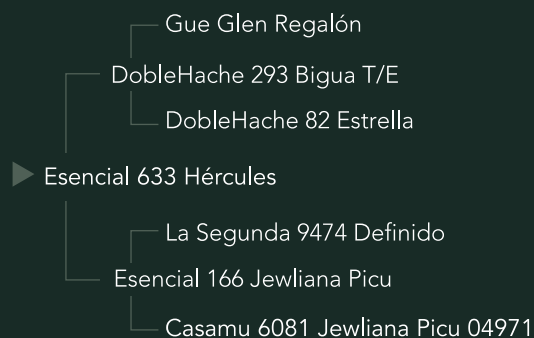 Gue Glen Regalón
DobleHache 293 Bigua T/E
DobleHache 82 Estrella
Esencial 633 Hércules
La Segunda 9474 Definido
Esencial 166 Jewliana Picu
Casamu 6081 Jewliana Picu 04971